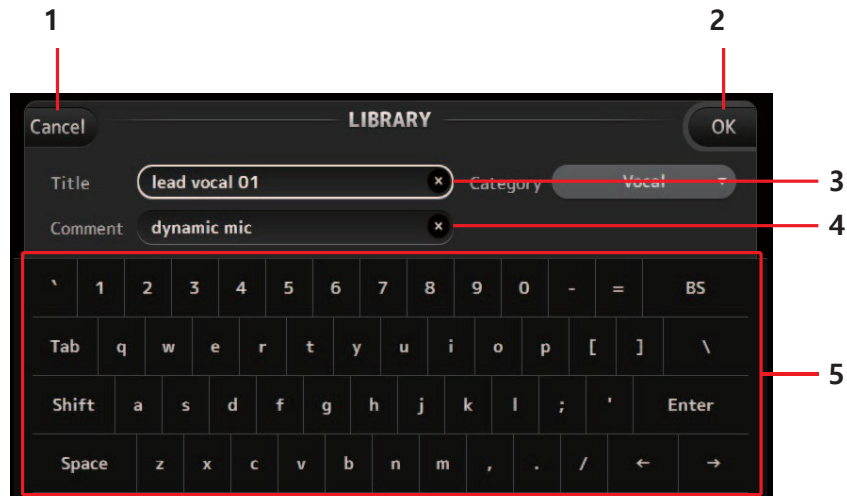 1 2
Cancel LIBRARY OK
Title lead vocal 01 × Category Vocal ▼ 3
Comment dynamic mic × 4
` 1 2 3 4 5 6 7 8 9 0 - = BS
Tab q w e r t y u i o p [ ] \
5
Shift a s d f g h j k l ; ' Enter
Space z x c v b n m , . / ← →